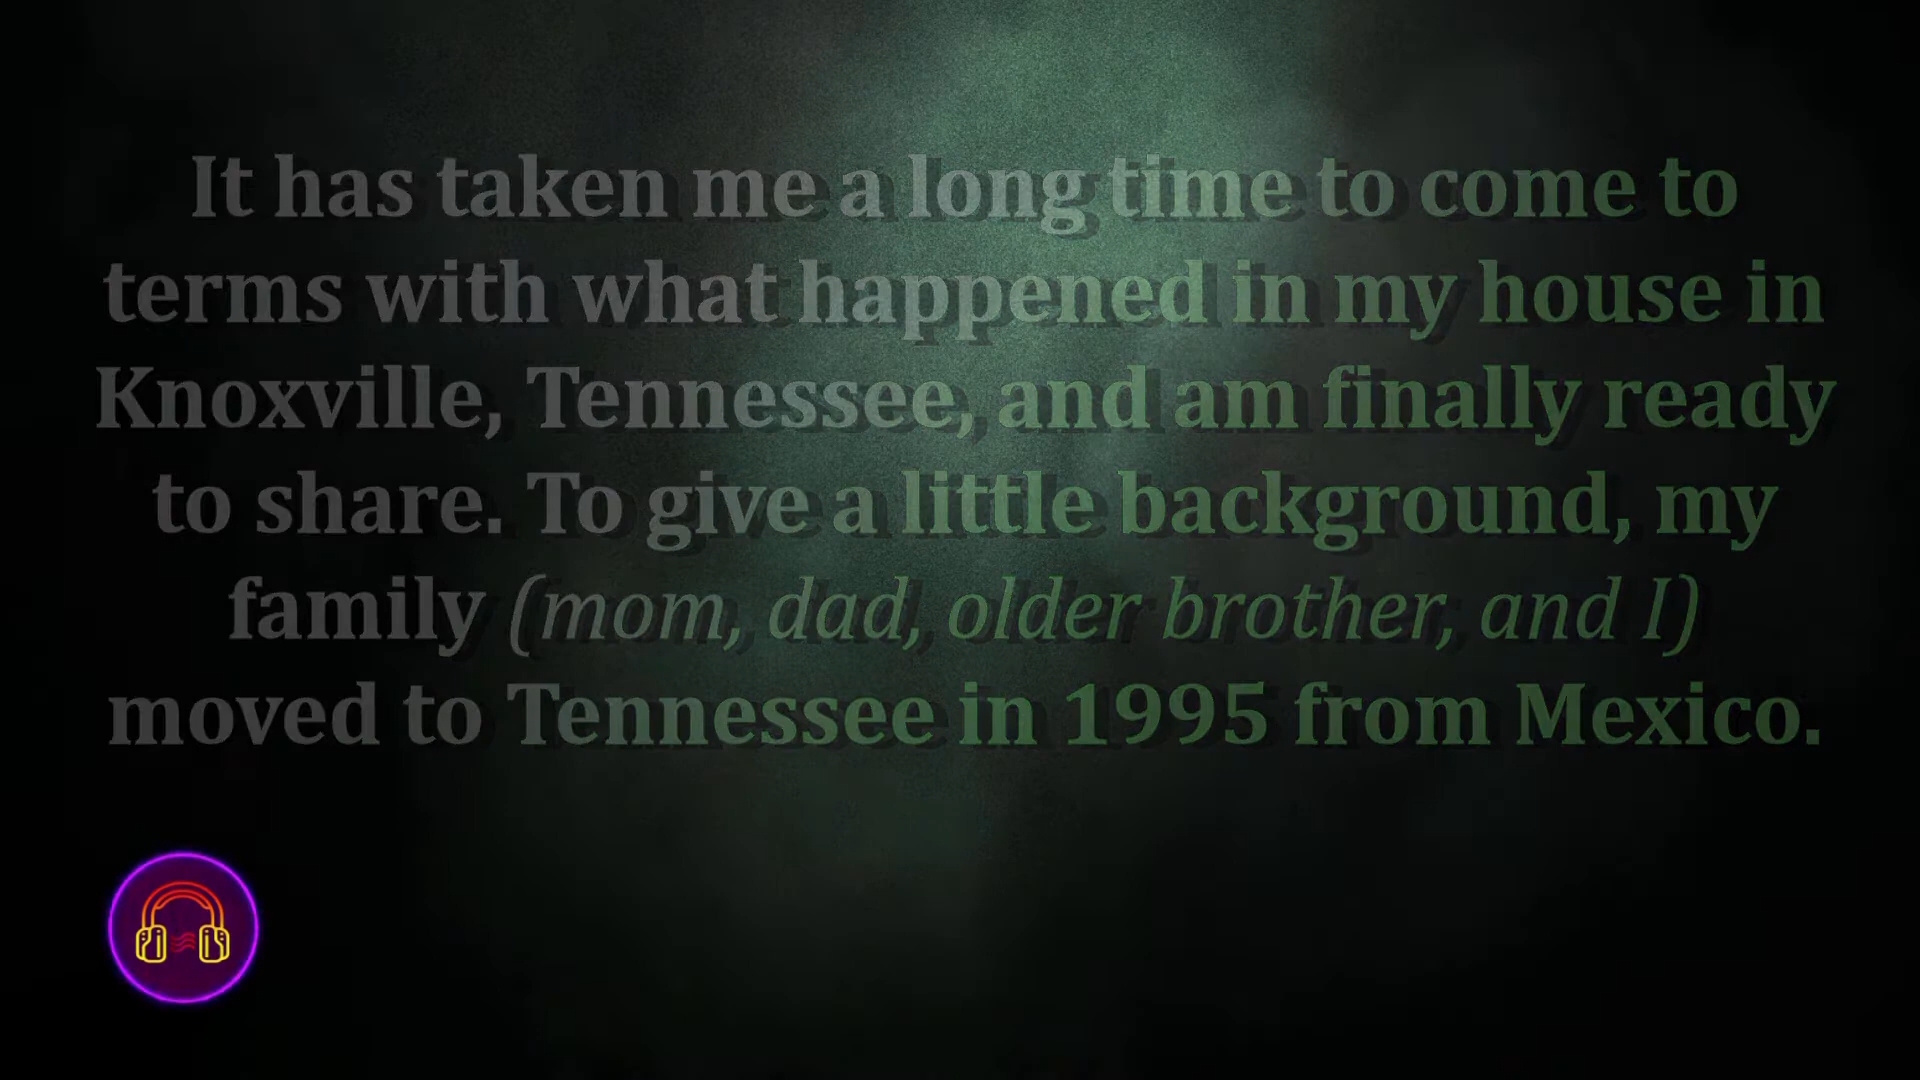 It has taken me a long time to come to
terms with what happened in my house in
Knoxville, Tennessee, and am finally ready
to share. To give a little background, my
family (mom, dad, older brother, and I)
moved to Tennessee in 1995 from Mexico.